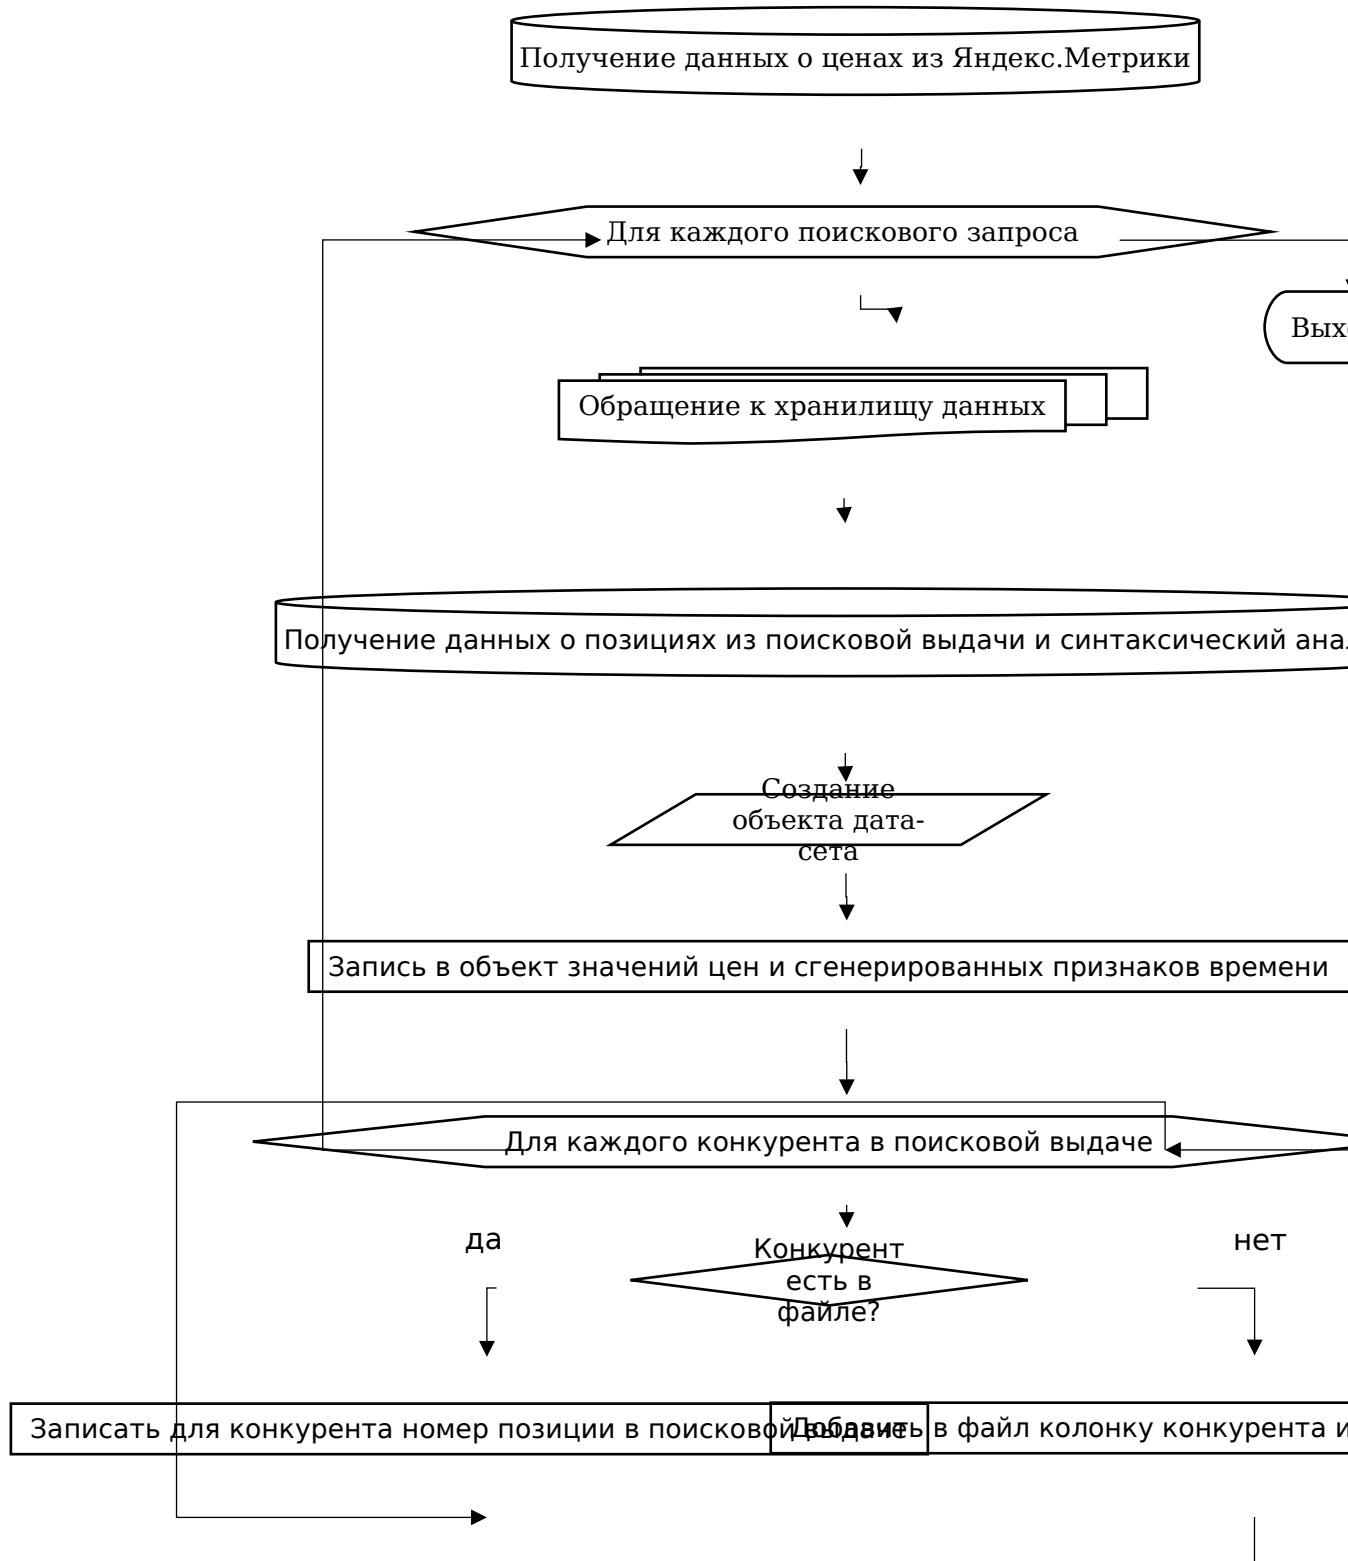 Получение данных о ценах из Яндекс.Метрики
Для каждого поискового запроса
Обращение к хранилищу данных
Получение данных о позициях из поисковой выдачи и синтаксический
Создание
объекта дата-
сета
Запись в объект значений цен и сгенерированных признаков времени
Для каждого конкурента в поисковой выдаче
да
нет
Конкурент
есть в
файле?
Записать для конкурента номер позиции в поисковой выдаче
Добавить в файл колонку конкурента и